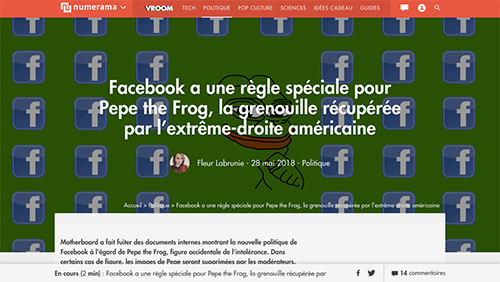 numerama
VROOM TECH POLITIQUE POP CULTURE SCIENCES IDÉES CADEAU GUIDES
Facebook a une règle spéciale pour
Pepe the Frog, la grenouille récupérée
par l'extrême-droite américaine
Fleur Labrunie - 28 mai 2018 - Politique
Accueil > Politique > Facebook a une règle spéciale pour Pepe the Frog, la grenouille récupérée par l'extrême-droite américaine
Motherboard a fait fuiter des documents internes montrant la nouvelle politique de
Facebook à l'égard de Pepe the Frog, figure occidentale de l'intolérance. Dans
certains cas de figure, les images de Pepe seront supprimées par les modérateurs.
En cours (2 min) : Facebook a une règle spéciale pour Pepe the Frog, la grenouille récupérée par
14 commentaires